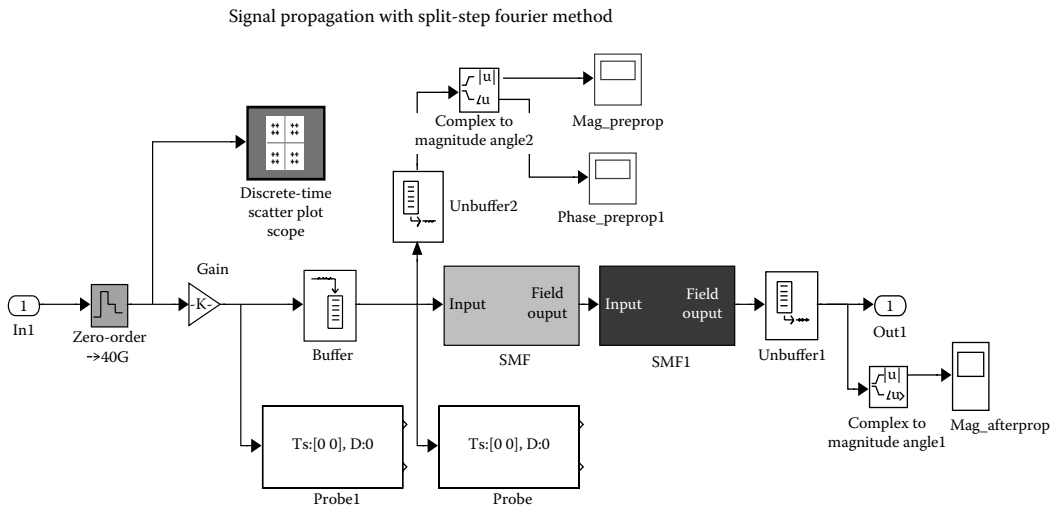 Signal propagation with split-step fourier method
|u|
∠u
Complex to
magnitude angle2
Mag_preprop
Discrete-time
scatter plot
scope
Unbuffer2
Phase_preprop1
Gain
1
In1
Zero-order
→40G
-K-
Buffer
Input
Field
ouput
SMF
Input
Field
ouput
SMF1
Unbuffer1
1
Out1
|u|
∠u>
Complex to
magnitude angle1
Mag_afterprop
Ts:[0 0], D:0
Probe1
Ts:[0 0], D:0
Probe